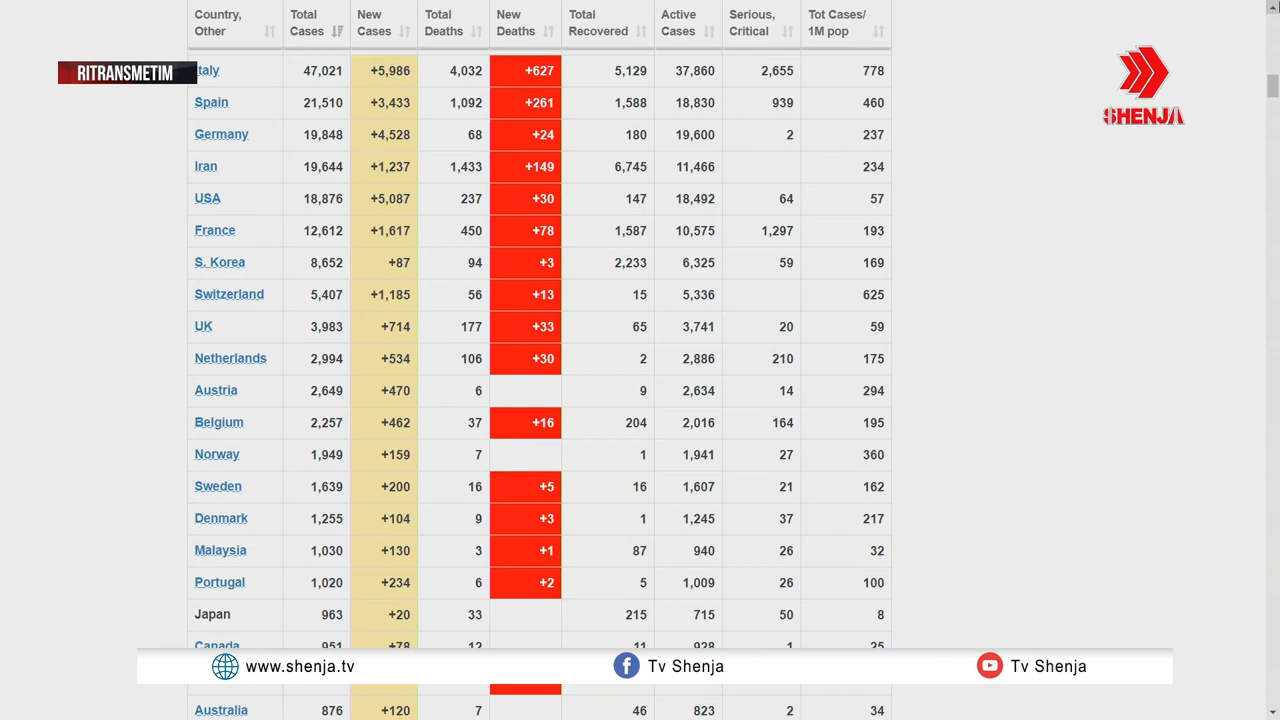 Country, Other Total Cases New Cases Total Deaths New Deaths Total Recovered Active Cases Serious, Critical Tot Cases/ 1M pop
RITRANSMETIM
SHENJA
Italy 47,021 +5,986 4,032 +627 5,129 37,860 2,655 778
Spain 21,510 +3,433 1,092 +261 1,588 18,830 939 460
Germany 19,848 +4,528 68 +24 180 19,600 2 237
Iran 19,644 +1,237 1,433 +149 6,745 11,466 234
USA 18,876 +5,087 237 +30 147 18,492 64 57
France 12,612 +1,617 450 +78 1,587 10,575 1,297 193
S. Korea 8,652 +87 94 +3 2,233 6,325 59 169
Switzerland 5,407 +1,185 56 +13 15 5,336 625
UK 3,983 +714 177 +33 65 3,741 20 59
Netherlands 2,994 +534 106 +30 2 2,886 210 175
Austria 2,649 +470 6 9 2,634 14 294
Belgium 2,257 +462 37 +16 204 2,016 164 195
Norway 1,949 +159 7 1 1,941 27 360
Sweden 1,639 +200 16 +5 16 1,607 21 162
Denmark 1,255 +104 9 +3 1 1,245 37 217
Malaysia 1,030 +130 3 +1 87 940 26 32
Portugal 1,020 +234 6 +2 5 1,009 26 100
Japan 963 +20 33 215 715 50 8
Canada 951 +78 12 11 928 1 25
www.shenja.tv Tv Shenja Tv Shenja
Australia 876 +120 7 46 823 2 34